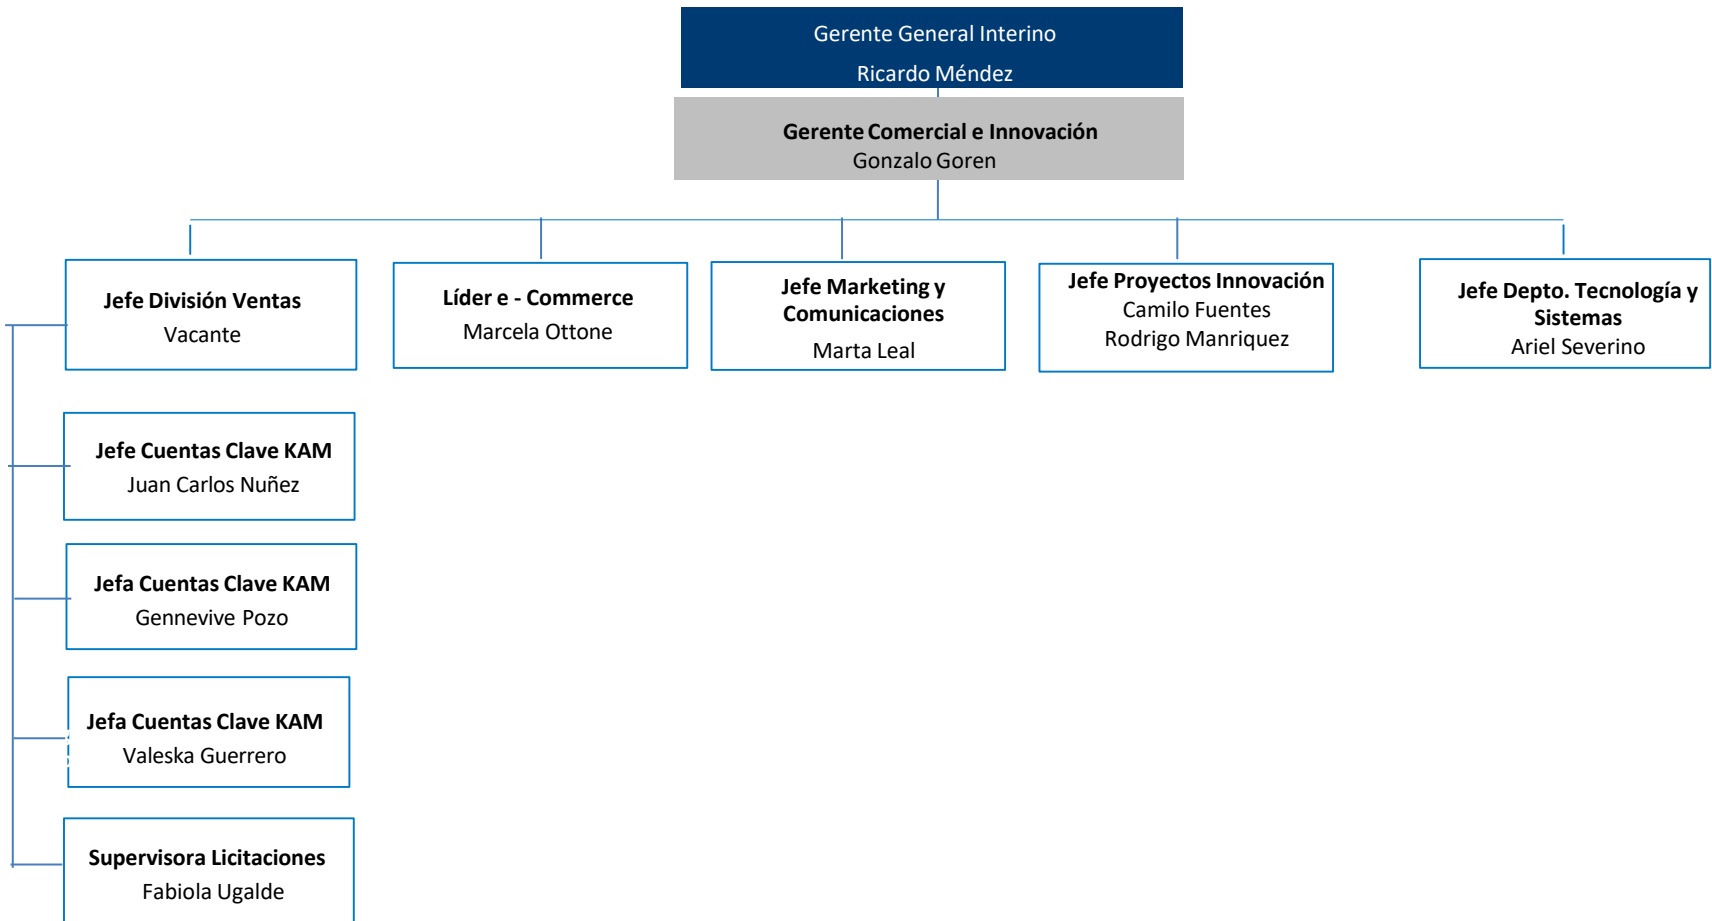 Gerente General Interino
Ricardo Méndez
Gerente Comercial e Innovación
Gonzalo Goren
Jefe División Ventas
Vacante
Líder e - Commerce
Marcela Ottone
Jefe Marketing y
Comunicaciones
Marta Leal
Jefe Proyectos Innovación
Camilo Fuentes
Rodrigo Manriquez
Jefe Depto. Tecnología y
Sistemas
Ariel Severino
Jefe Cuentas Clave KAM
Juan Carlos Nuñez
Jefa Cuentas Clave KAM
Gennevive Pozo
Jefa Cuentas Clave KAM
Valeska Guerrero
Supervisora Licitaciones
Fabiola Ugalde